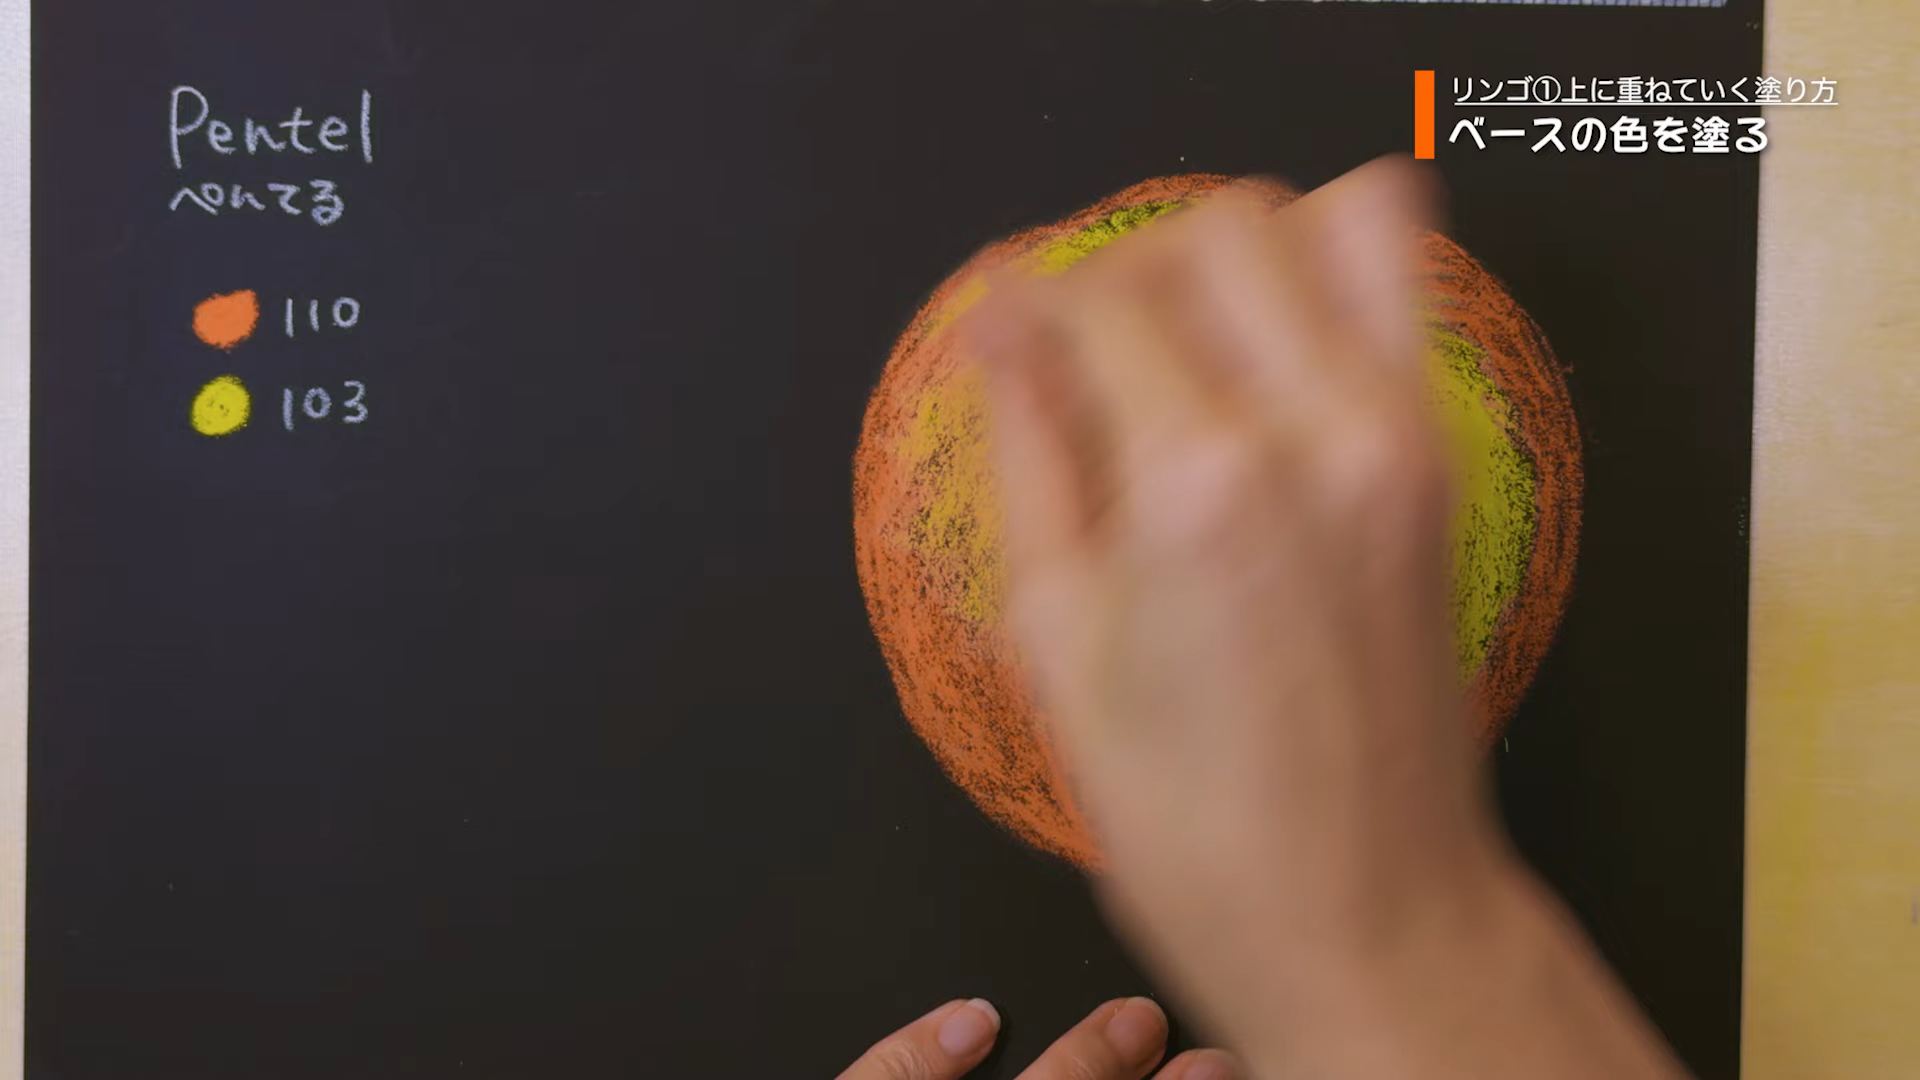 Pentel
ぺんてる
110
103
リンゴ①上に重ねていく塗り方
ベースの色を塗る